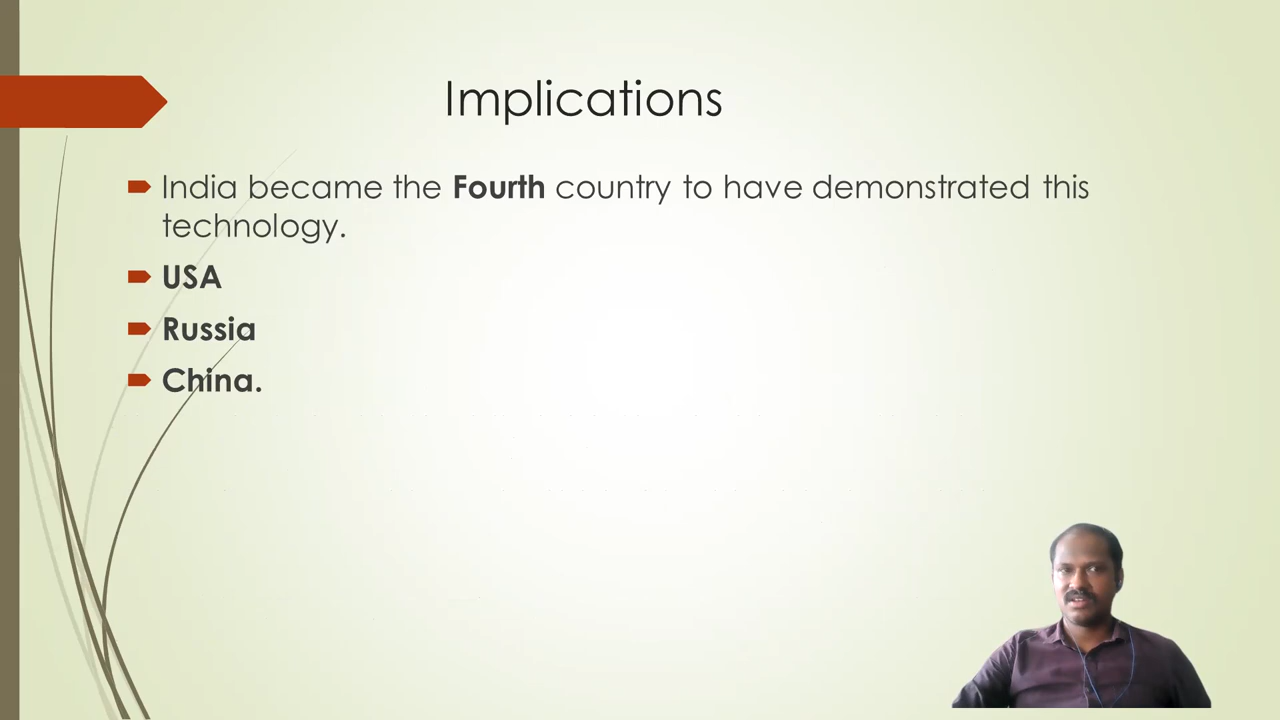 Implications
India became the Fourth country to have demonstrated this
technology.
USA
Russia
China.